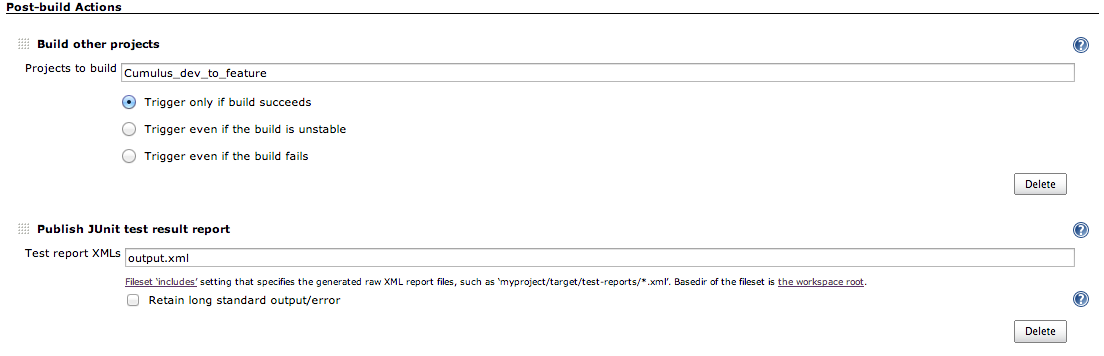 Post-build Actions
Build other projects
Projects to build Cumulus_dev_to_feature
Trigger only if build succeeds
Trigger even if the build is unstable
Trigger even if the build fails
Delete
Publish JUnit test result report
Test report XMLs output.xml
Fileset 'includes' setting that specifies the generated raw XML report files, such as 'myproject/target/test-reports/*.xml'. Basedir of the fileset is the workspace root.
Retain long standard output/error
Delete